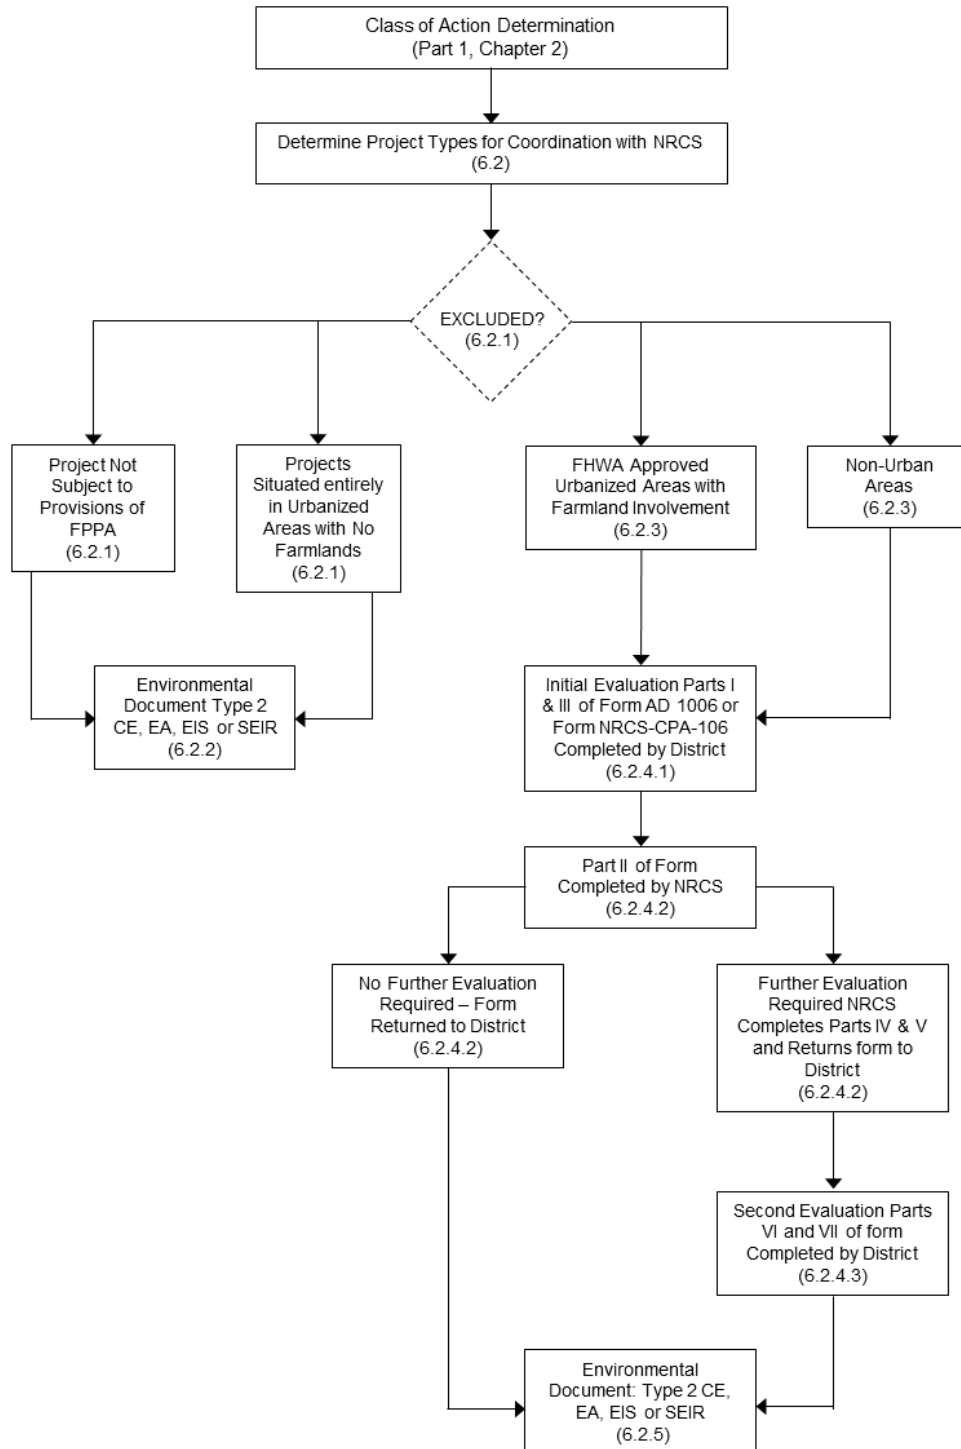 Class of Action Determination
(Part 1, Chapter 2)
Determine Project Types for Coordination with NRCS
(6.2)
EXCLUDED?
(6.2.1)
Project Not
Subject to
Provisions of
FPPA
(6.2.1)
Projects
Situated entirely
in Urbanized
Areas with No
Farmlands
(6.2.1)
FHWA Approved
Urbanized Areas with
Farmland Involvement
(6.2.3)
Non-Urban
Areas
(6.2.3)
Environmental
Document Type 2
CE, EA, EIS or SEIR
(6.2.2)
Initial Evaluation Parts I
& III of Form AD 1006 or
Form NRCS-CPA-106
Completed by District
(6.2.4.1)
Part II of Form
Completed by NRCS
(6.2.4.2)
No Further Evaluation
Required – Form
Returned to District
(6.2.4.2)
Further Evaluation
Required NRCS
Completes Parts IV & V
and Returns form to
District
(6.2.4.2)
Second Evaluation Parts
VI and VII of form
Completed by District
(6.2.4.3)
Environmental
Document: Type 2 CE,
EA, EIS or SEIR
(6.2.5)